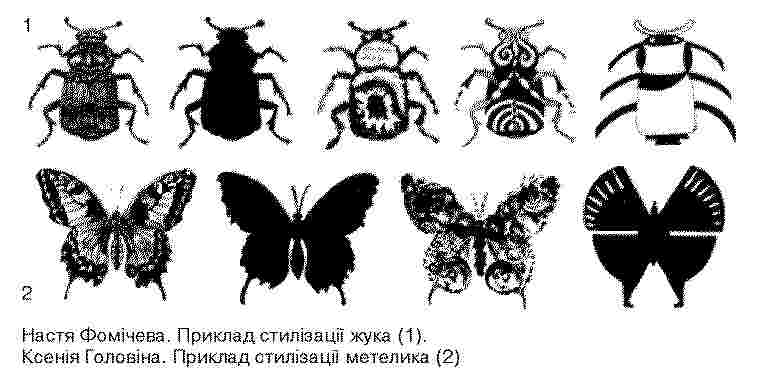 1
2
Настя Фомічева. Приклад стилізації жука (1).
Ксенія Головіна. Приклад стилізації метелика (2)